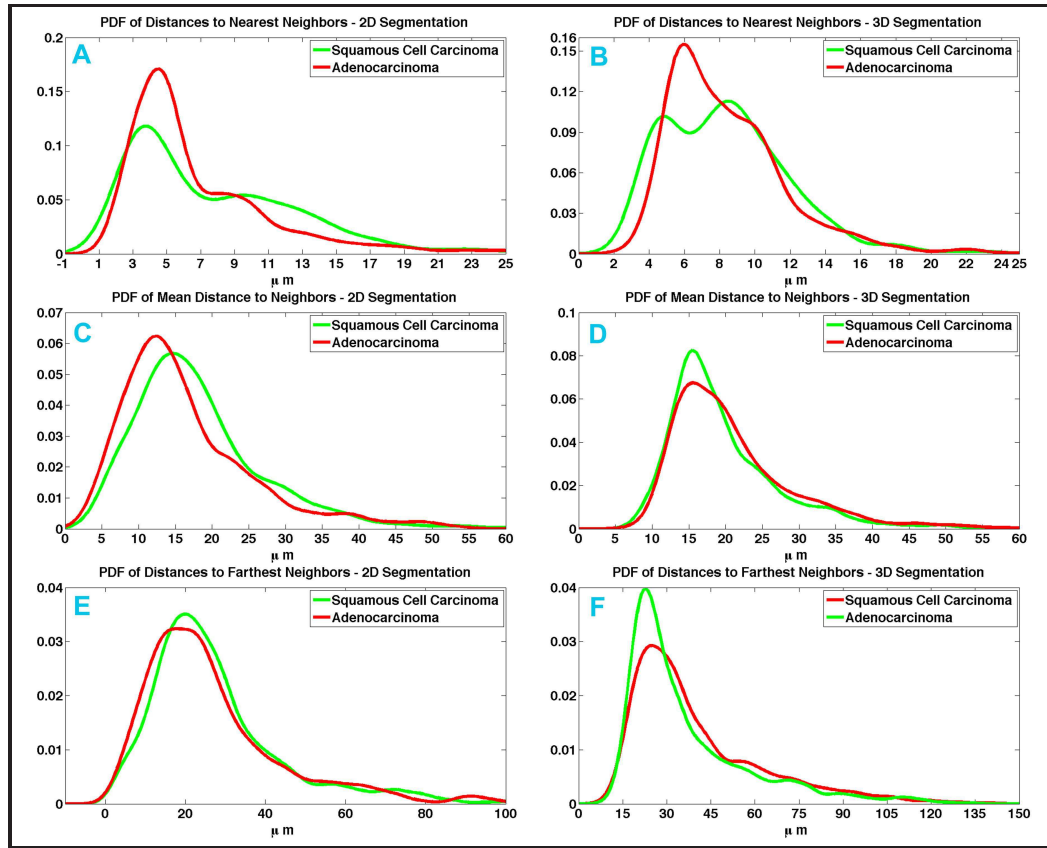 PDF of Distances to Nearest Neighbors - 2D Segmentation
A
Squamous Cell Carcinoma
Adenocarcinoma
0.2
0.15
0.1
0.05
0
-1 1 3 5 7 9 11 13 15 17 19 21 23 25
μ m
PDF of Distances to Nearest Neighbors - 3D Segmentation
B
Squamous Cell Carcinoma
Adenocarcinoma
0.16
0.15
0.12
0.09
0.06
0.03
0
0 2 4 6 8 10 12 14 16 18 20 22 24 25
μ m
PDF of Mean Distance to Neighbors - 2D Segmentation
C
Squamous Cell Carcinoma
Adenocarcinoma
0.07
0.06
0.05
0.04
0.03
0.02
0.01
0
0 5 10 15 20 25 30 35 40 45 50 55 60
μ m
PDF of Mean Distance to Neighbors - 3D Segmentation
D
Squamous Cell Carcinoma
Adenocarcinoma
0.1
0.08
0.06
0.04
0.02
0
0 5 10 15 20 25 30 35 40 45 50 55 60
μ m
PDF of Distances to Farthest Neighbors - 2D Segmentation
E
Squamous Cell Carcinoma
Adenocarcinoma
0.04
0.03
0.02
0.01
0
0 20 40 60 80 100
μ m
PDF of Distances to Farthest Neighbors - 3D Segmentation
F
Squamous Cell Carcinoma
Adenocarcinoma
0.04
0.03
0.02
0.01
0
0 15 30 45 60 75 90 105 120 135 150
μ m